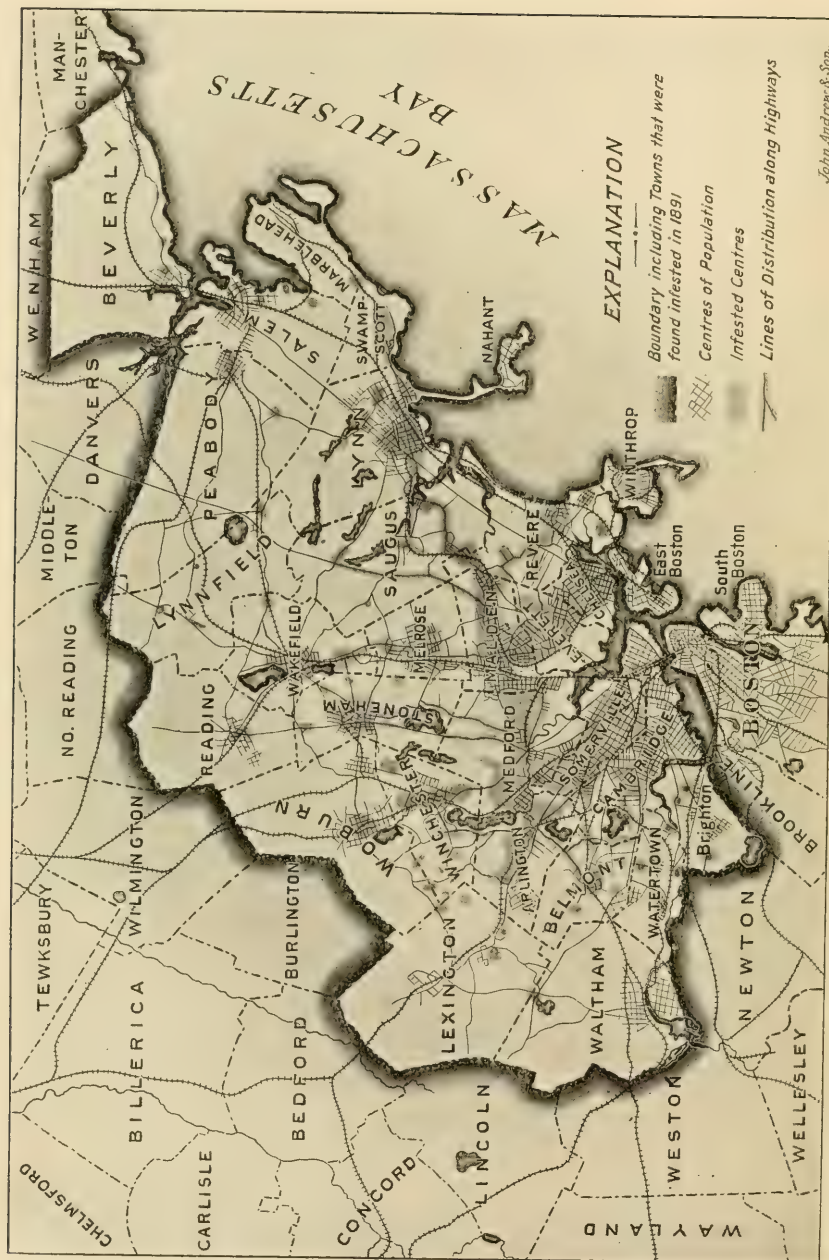 WENHAM
MAN-
CHESTER
BEVERLY
DANVERS
MIDDLE
TON
NO. READING
PEABODY
SALEM
MARBLEHEAD
SWAMP
SCOTT
NAHANT
LYNN
LYNNFIELD
SAUGUS
WAKEFIELD
READING
MELROSE
STONEHAM
MALDEN
REVERE
EVERETT
CHELSEA
WINTHROP
East
Boston
South
Boston
BOSTON
MEDFORD
SOMERVILLE
CAMBRIDGE
WOBURN
WINCHESTER
ARLINGTON
BELMONT
WATERTOWN
Brighton
BROOKLINE
NEWTON
WALTHAM
LEXINGTON
BURLINGTON
WILMINGTON
TEWKSBURY
BILLERICA
BEDFORD
CHELMSFORD
CARLISLE
CONCORD
LINCOLN
WESTON
WAYLAND
WELLESLEY
MASSACHUSETTS
BAY
EXPLANATION
Boundary including Towns that were
found infested in 1891
Centres of Population
Infested Centres
Lines of Distribution along Highways
John Andrew & Son